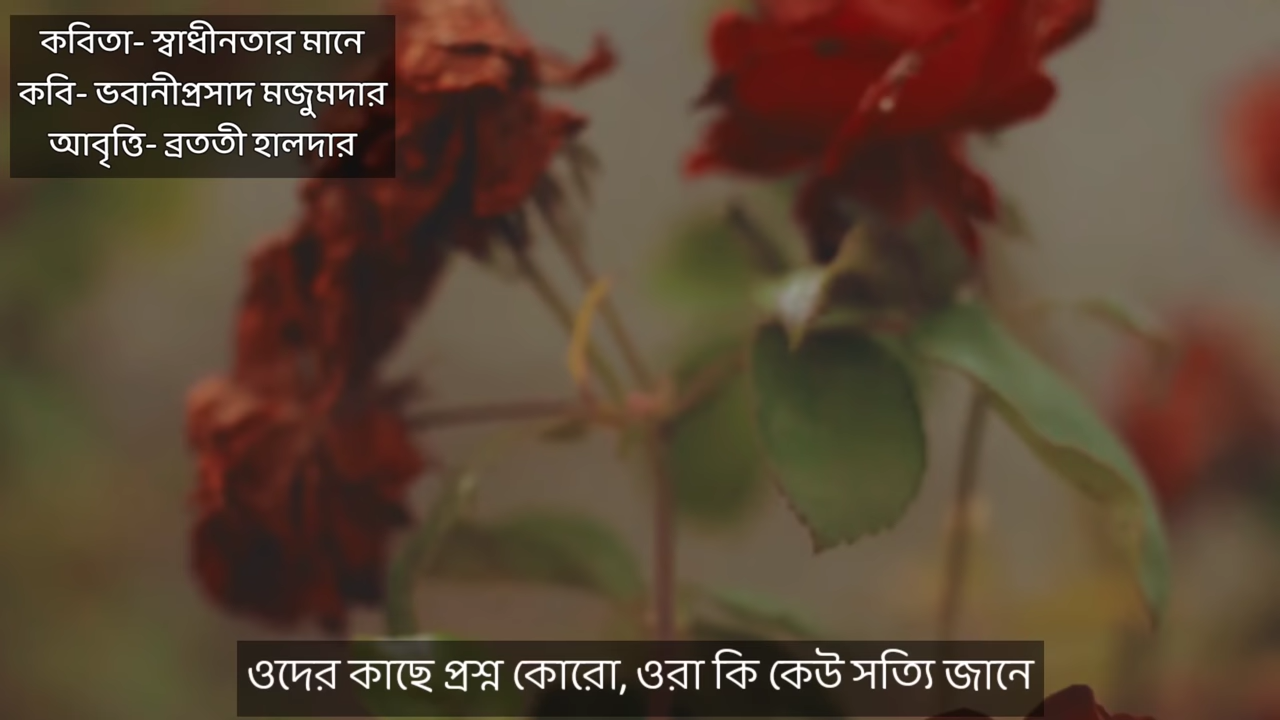 কবিতা- স্বাধীনতার মানে
কবি- ভবানীপ্রসাদ মজুমদার
আবৃত্তি- ব্রততী হালদার
ওদের কাছে প্রশ্ন কোরো, ওরা কি কেউ সত্যি জানে